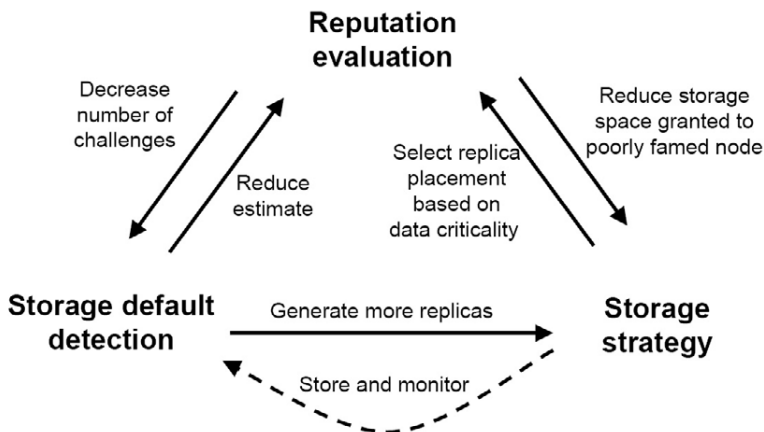 Reputation
evaluation
Decrease
number of
challenges
Reduce
estimate
Select replica
placement
based on
data criticality
Reduce storage
space granted to
poorly famed node
Storage default
detection
Generate more replicas
Storage
strategy
Store and monitor